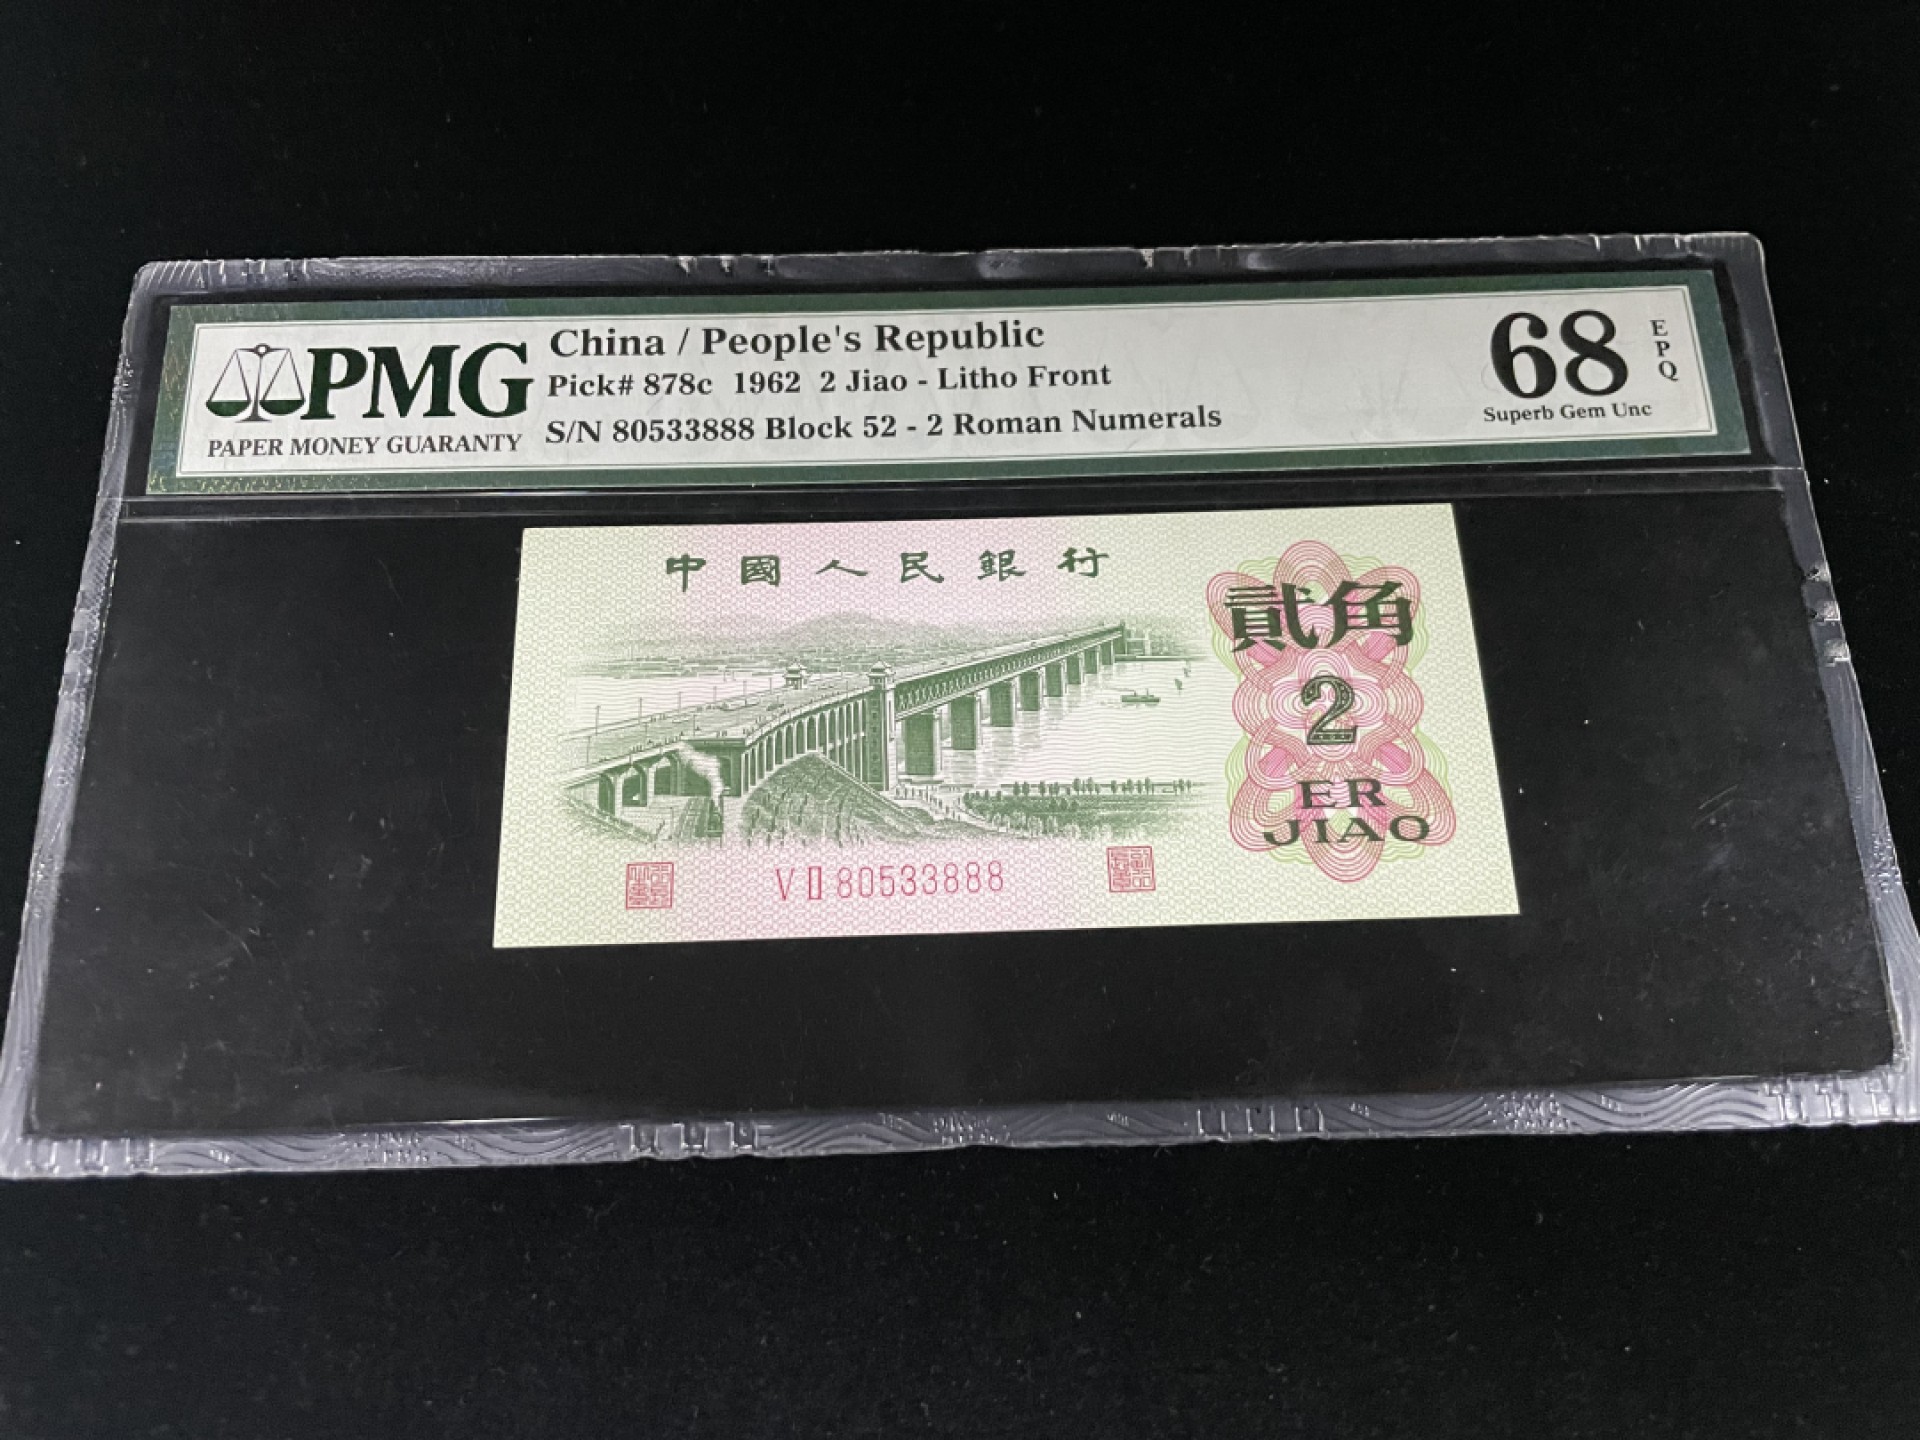 PMG
PAPER MONEY GUARANTY
China / People's Republic
Pick# 878c 1962 2 Jiao - Litho Front
S/N 80533888 Block 52 - 2 Roman Numerals
68
EPQ
Superb Gem Unc
中國人民銀行
貳角
2
ER
JIAO
V II 80533888